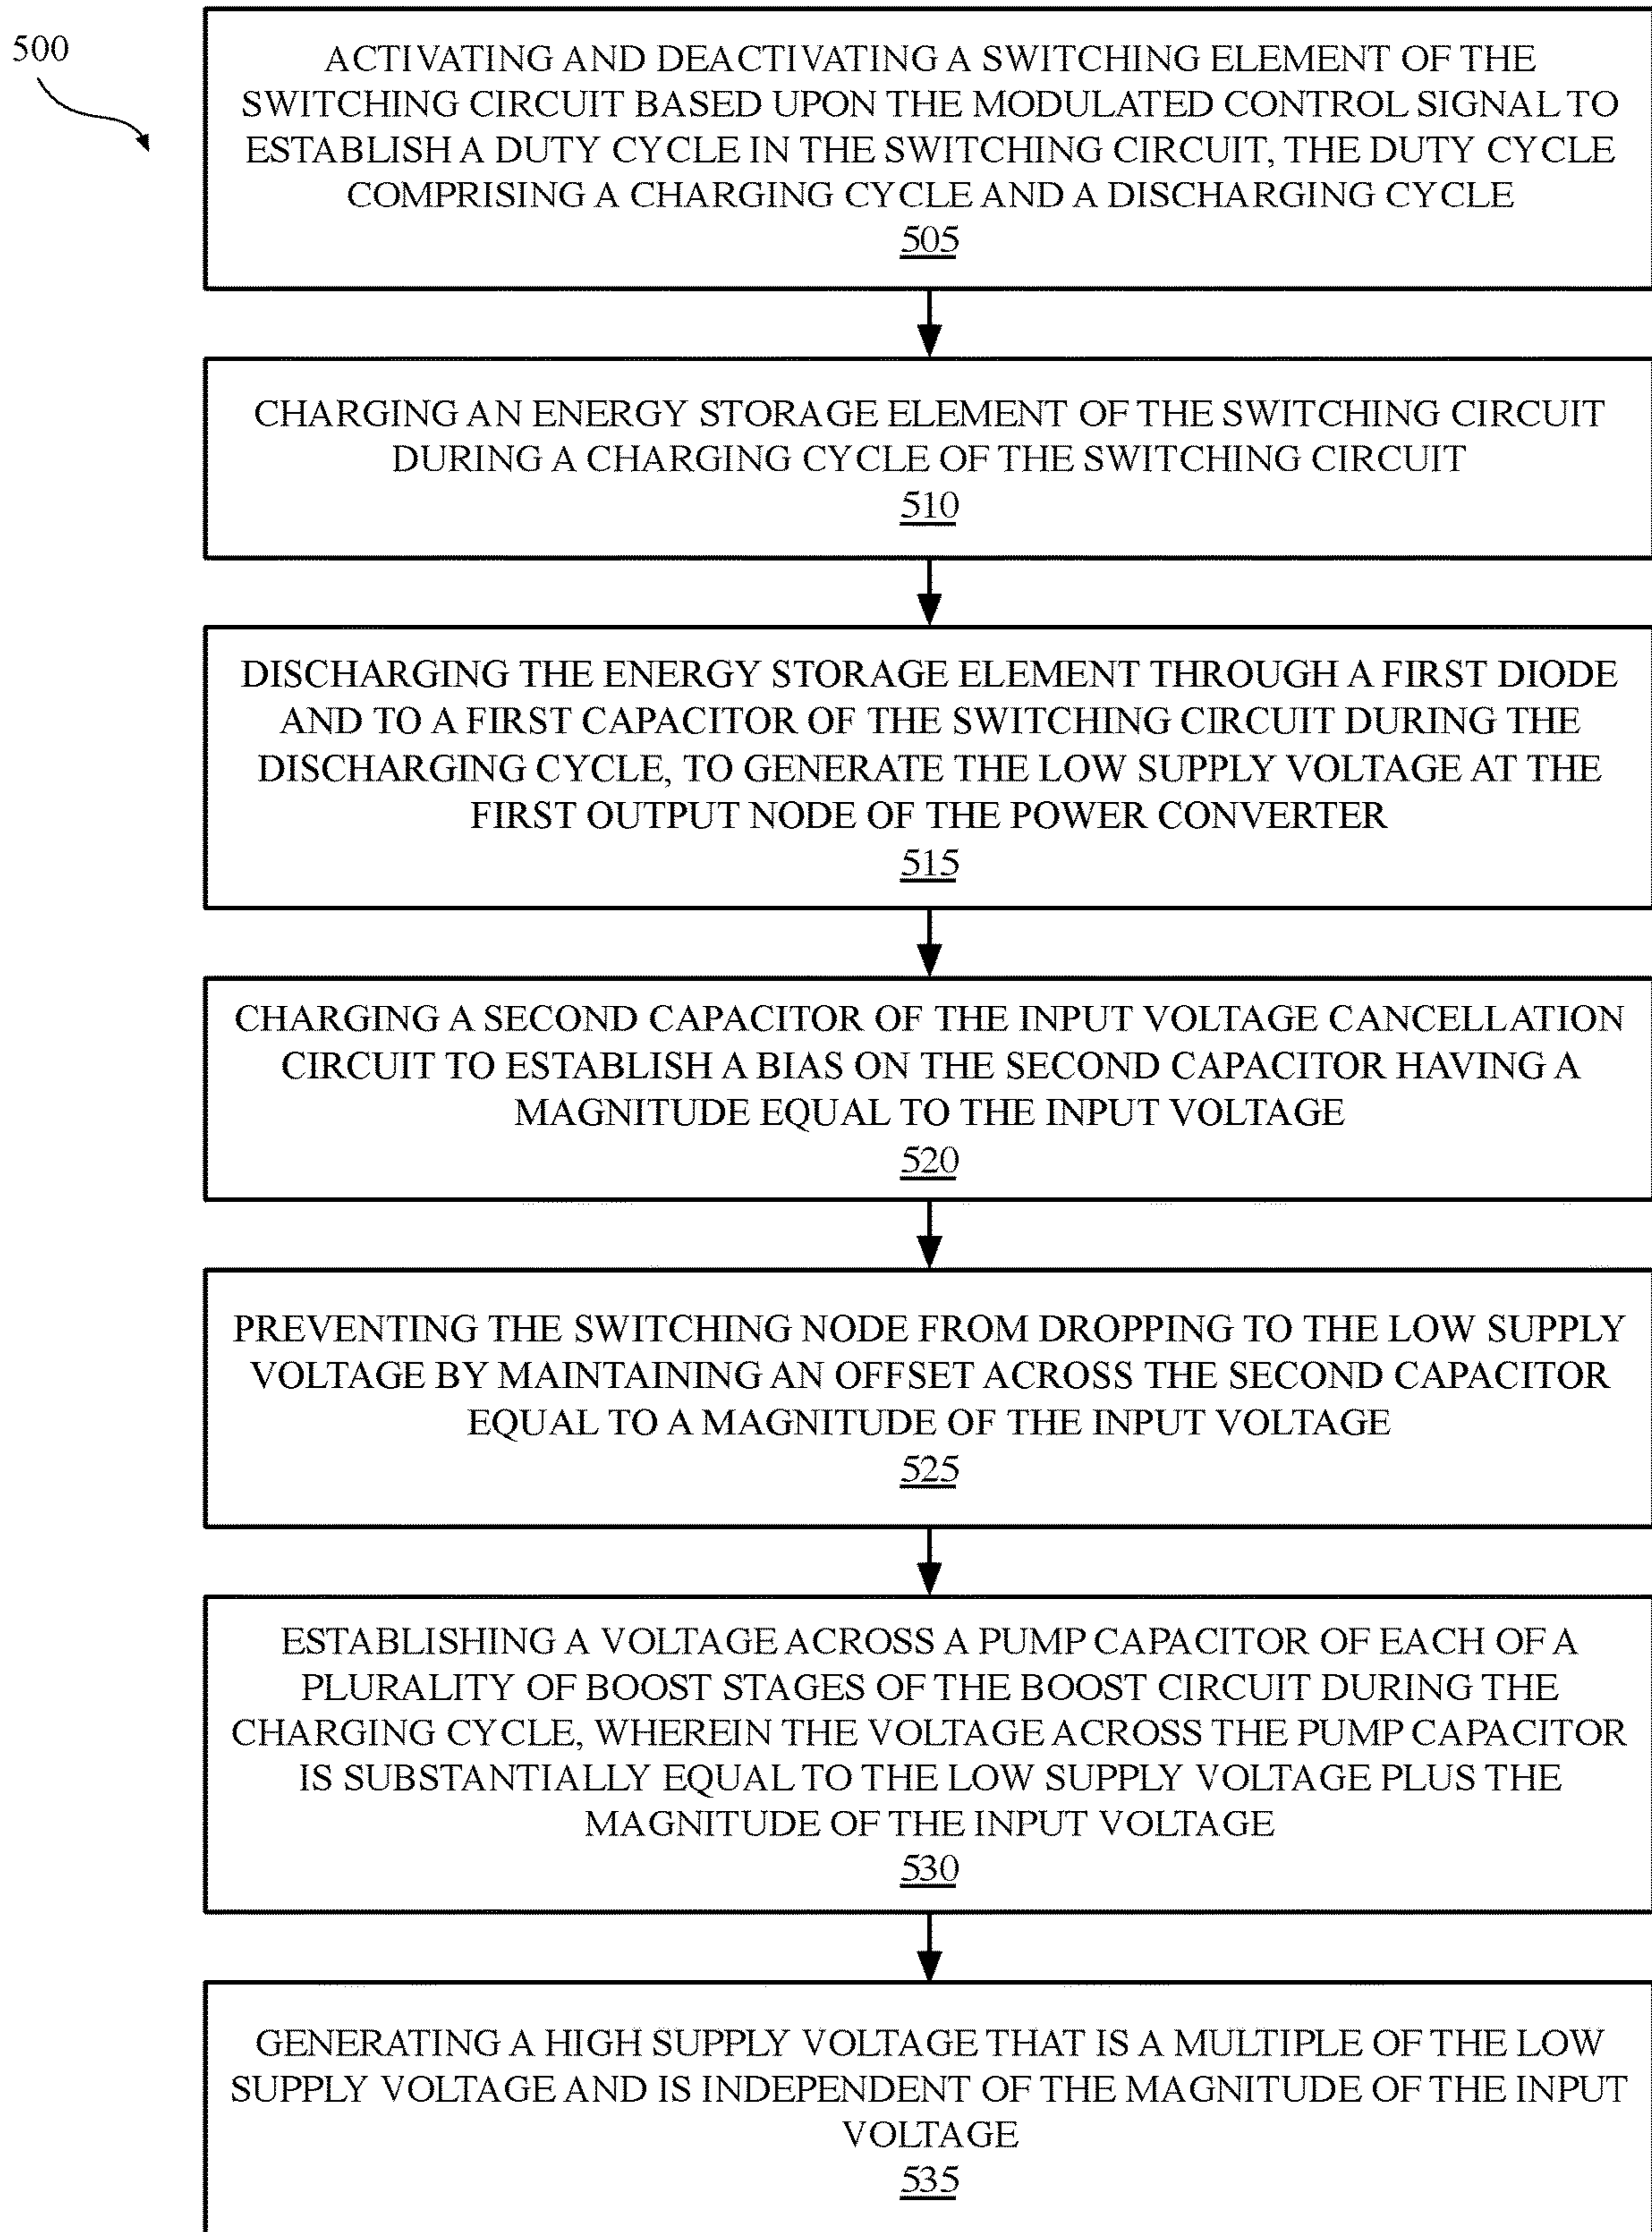 500
ACTIVATING AND DEACTIVATING A SWITCHING ELEMENT OF THE
SWITCHING CIRCUIT BASED UPON THE MODULATED CONTROL SIGNAL TO
ESTABLISH A DUTY CYCLE IN THE SWITCHING CIRCUIT, THE DUTY CYCLE
COMPRISING A CHARGING CYCLE AND A DISCHARGING CYCLE
505
CHARGING AN ENERGY STORAGE ELEMENT OF THE SWITCHING CIRCUIT
DURING A CHARGING CYCLE OF THE SWITCHING CIRCUIT
510
DISCHARGING THE ENERGY STORAGE ELEMENT THROUGH A FIRST DIODE
AND TO A FIRST CAPACITOR OF THE SWITCHING CIRCUIT DURING THE
DISCHARGING CYCLE, TO GENERATE THE LOW SUPPLY VOLTAGE AT THE
FIRST OUTPUT NODE OF THE POWER CONVERTER
515
CHARGING A SECOND CAPACITOR OF THE INPUT VOLTAGE CANCELLATION
CIRCUIT TO ESTABLISH A BIAS ON THE SECOND CAPACITOR HAVING A
MAGNITUDE EQUAL TO THE INPUT VOLTAGE
520
PREVENTING THE SWITCHING NODE FROM DROPPING TO THE LOW SUPPLY
VOLTAGE BY MAINTAINING AN OFFSET ACROSS THE SECOND CAPACITOR
EQUAL TO A MAGNITUDE OF THE INPUT VOLTAGE
525
ESTABLISHING A VOLTAGE ACROSS A PUMP CAPACITOR OF EACH OF A
PLURALITY OF BOOST STAGES OF THE BOOST CIRCUIT DURING THE
CHARGING CYCLE, WHEREIN THE VOLTAGE ACROSS THE PUMP CAPACITOR
IS SUBSTANTIALLY EQUAL TO THE LOW SUPPLY VOLTAGE PLUS THE
MAGNITUDE OF THE INPUT VOLTAGE
530
GENERATING A HIGH SUPPLY VOLTAGE THAT IS A MULTIPLE OF THE LOW
SUPPLY VOLTAGE AND IS INDEPENDENT OF THE MAGNITUDE OF THE INPUT
VOLTAGE
535